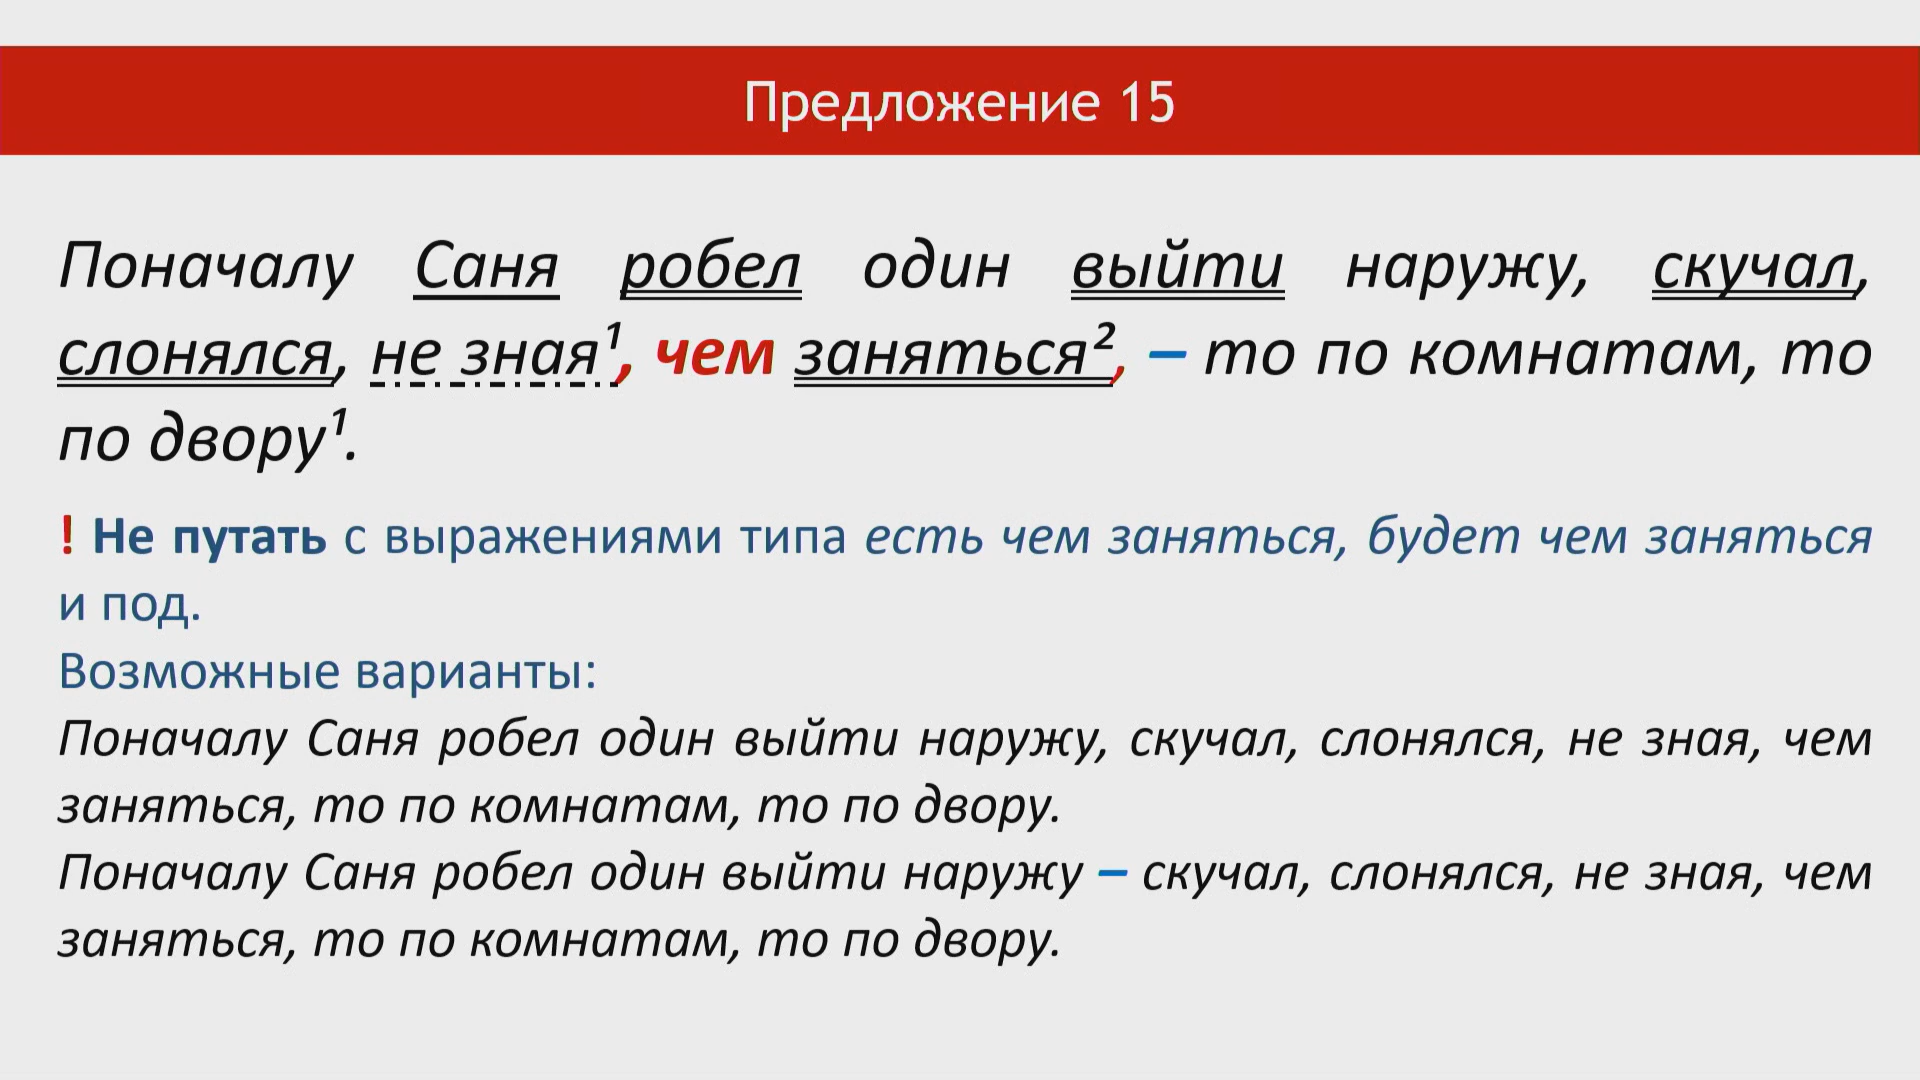 Предложение 15
Поначалу Саня робел один выйти наружу, скучал,
слонялся, не зная¹, чем заняться², – то по комнатам, то
по двору¹.
! Не путать с выражениями типа есть чем заняться, будет чем заняться
и под.
Возможные варианты:
Поначалу Саня робел один выйти наружу, скучал, слонялся, не зная, чем
заняться, то по комнатам, то по двору.
Поначалу Саня робел один выйти наружу – скучал, слонялся, не зная, чем
заняться, то по комнатам, то по двору.